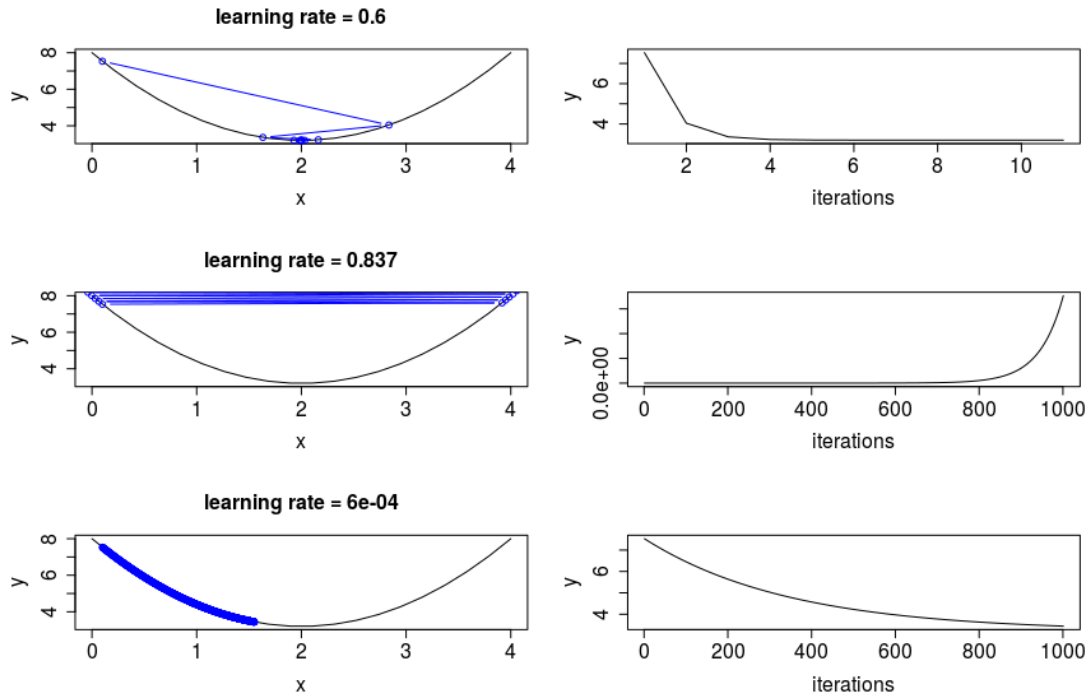 learning rate = 0.6
y
8
6
4
0 1 2 3 4
x
y
6
4
2 4 6 8 10
iterations
learning rate = 0.837
y
8
6
4
0 1 2 3 4
x
y
0.0e+00
0 200 400 600 800 1000
iterations
learning rate = 6e-04
y
8
6
4
0 1 2 3 4
x
y
6
4
0 200 400 600 800 1000
iterations